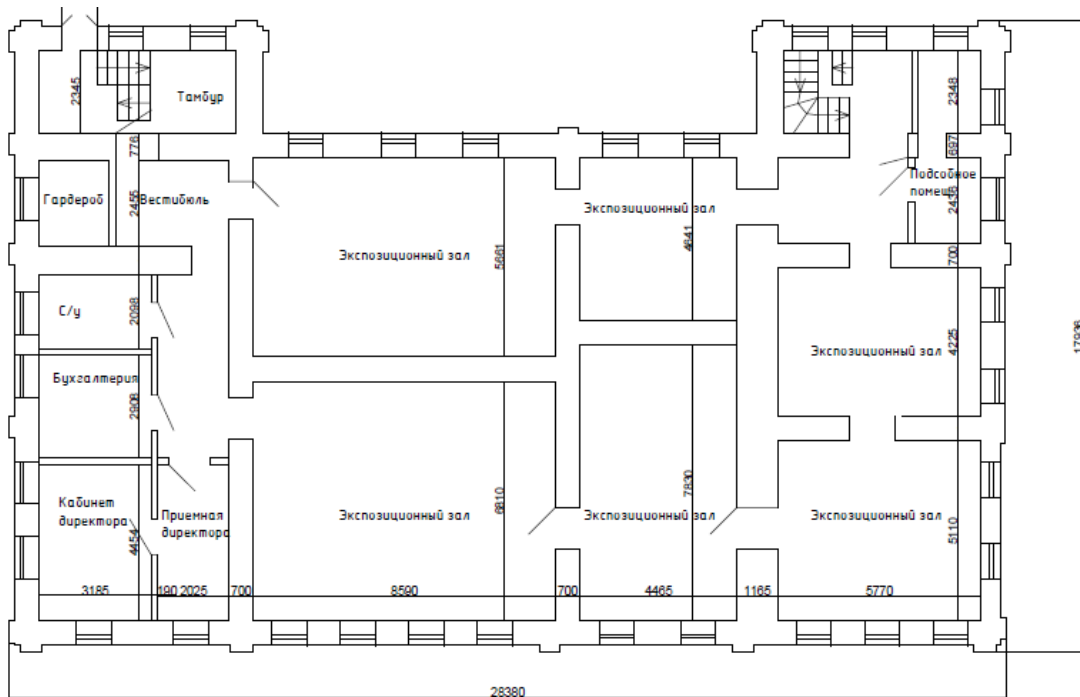 2345
Тамбур
2348
776
697
Гардероб
2455
Вестибюль
Экспозиционный зал
Экспозиционный зал
4641
Подсобное
помещ
2436
5661
700
2098
С/у
Экспозиционный зал
4225
17936
Бухгалтерия
2908
Кабинет
директора
4454
Приемная
директора
Экспозиционный зал
6810
Экспозиционный зал
7830
Экспозиционный зал
5110
3185
190
2025
700
8590
700
4465
1165
5770
28380